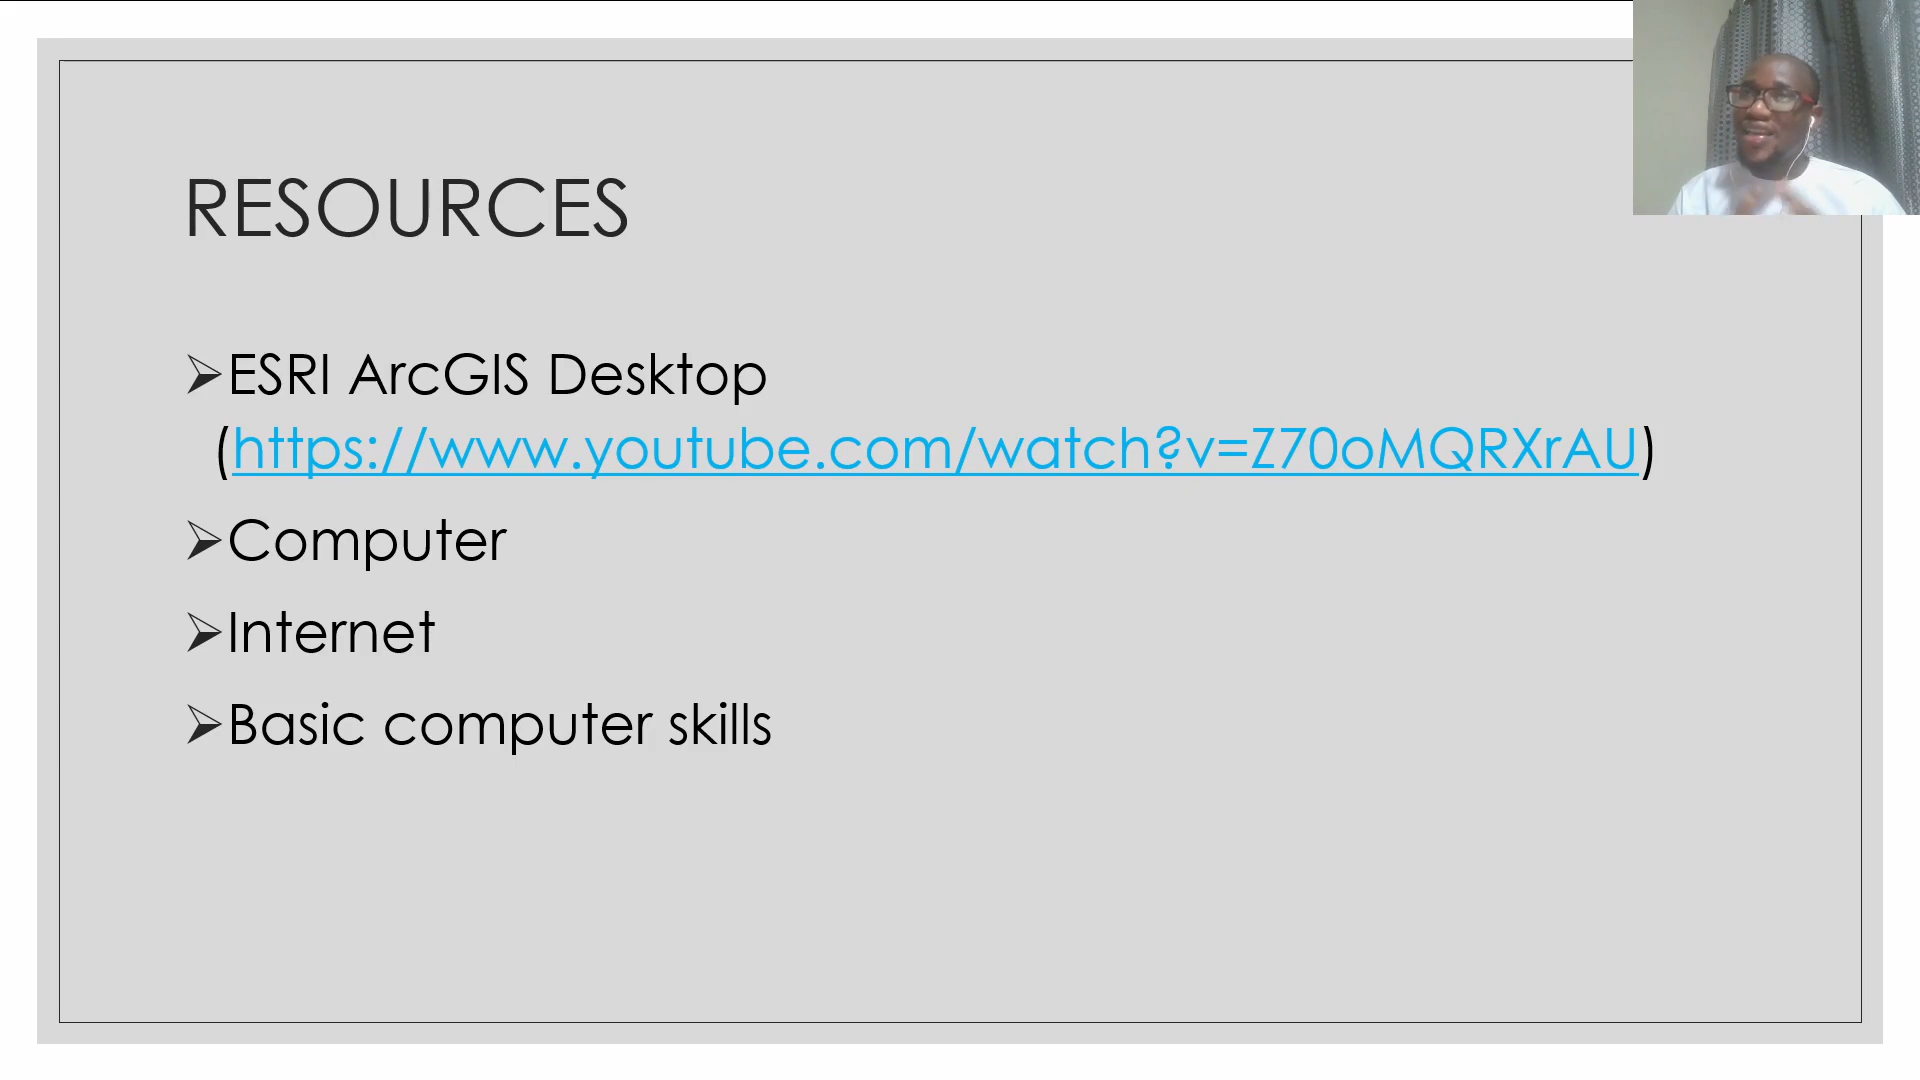 RESOURCES
➢ESRI ArcGIS Desktop
(https://www.youtube.com/watch?v=Z70oMQRXrAU)
➢Computer
➢Internet
➢Basic computer skills